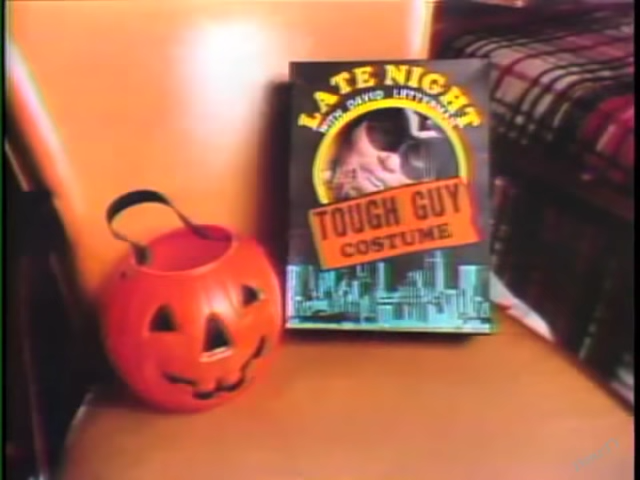 LATE NIGHT
WITH DAVID LETTERMAN
TOUGH GUY
COSTUME